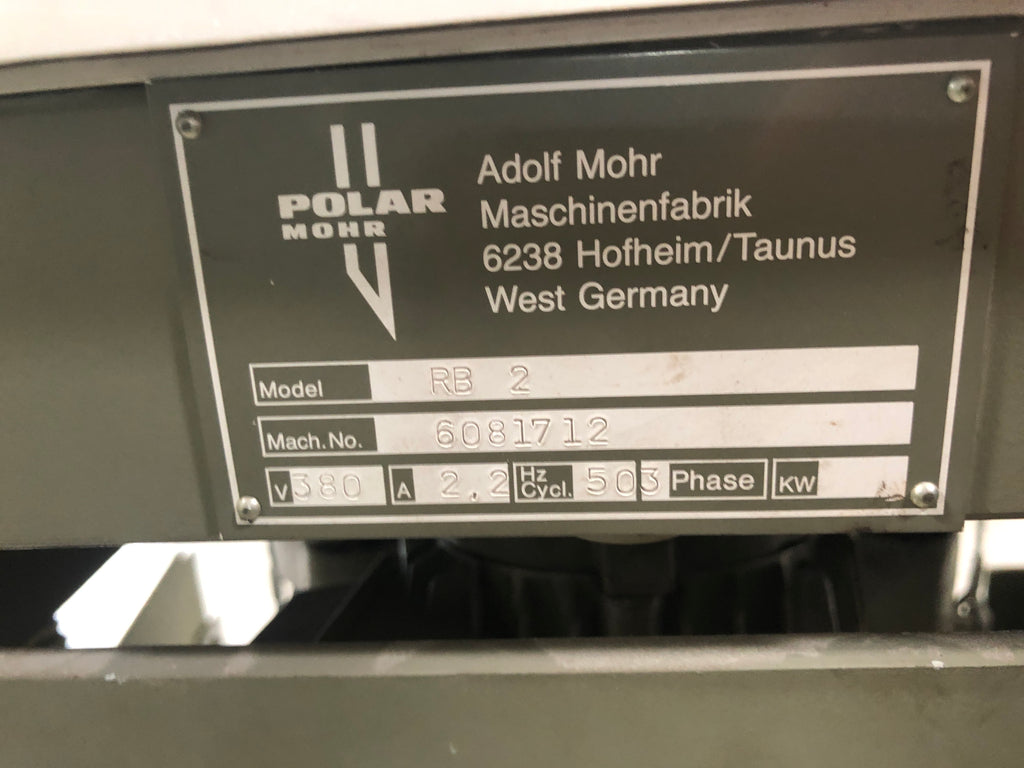 POLAR
MOHR
Adolf Mohr
Maschinenfabrik
6238 Hofheim/Taunus
West Germany
Model RB 2
Mach.No. 6081712
V 380 A 2,2 Hz Cycl. 50 3 Phase KW